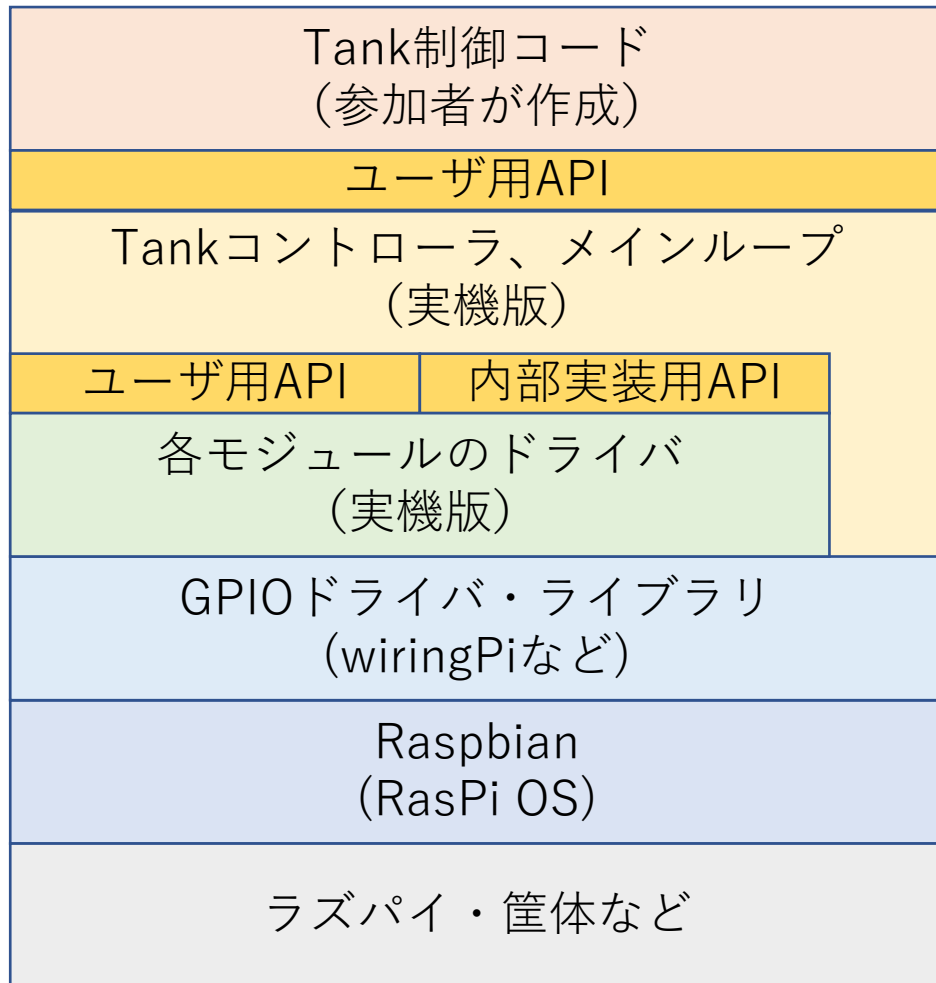 Tank制御コード
（参加者が作成）
ユーザ用API
Tankコントローラ、メインループ
（実機版）
ユーザ用API
内部実装用API
各モジュールのドライバ
（実機版）
GPIOドライバ・ライブラリ
(wiringPiなど)
Raspbian
(RasPi OS)
ラズパイ・筐体など